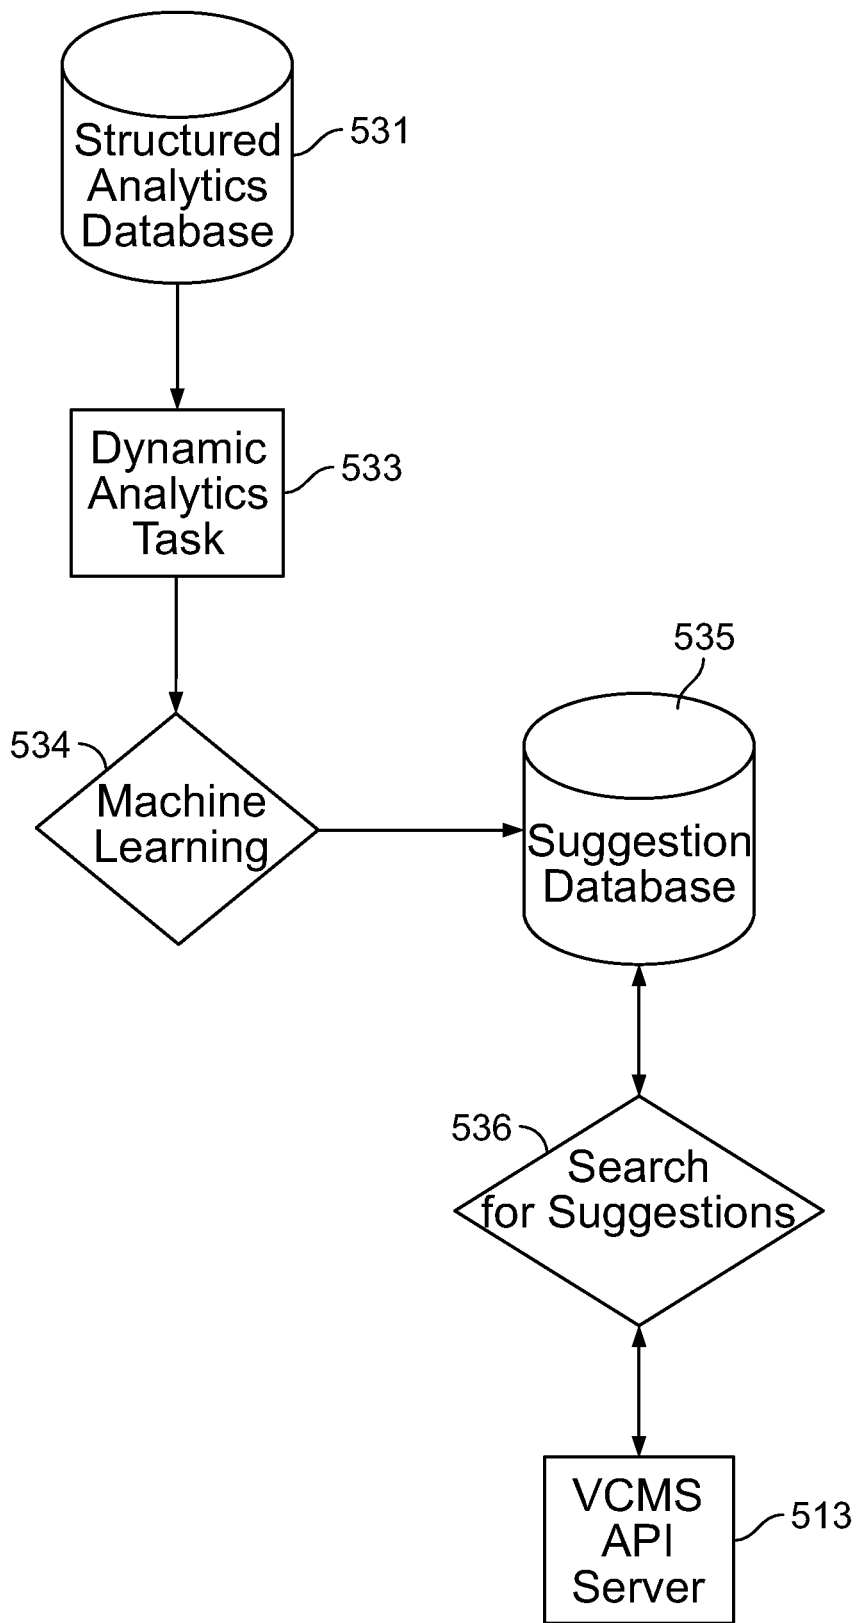 Structured
Analytics
Database
531
Dynamic
Analytics
Task
533
534
Machine
Learning
535
Suggestion
Database
536
Search
for Suggestions
VCMS
API
Server
513